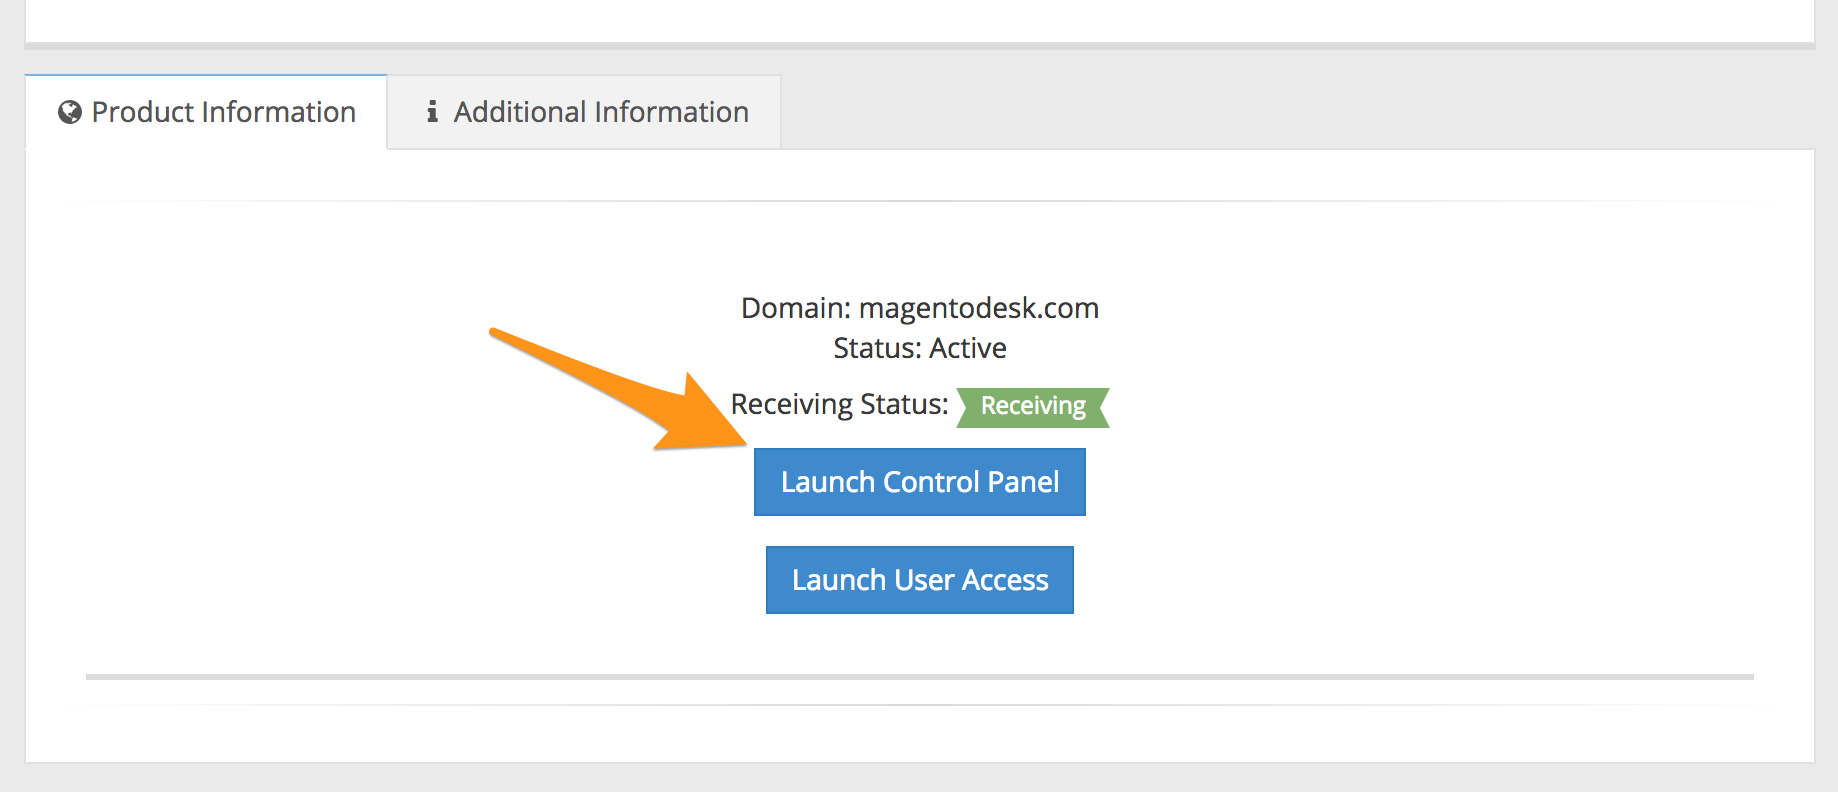 Product Information
Additional Information
Domain: magentodesk.com
Status: Active
Receiving Status: Receiving
Launch Control Panel
Launch User Access